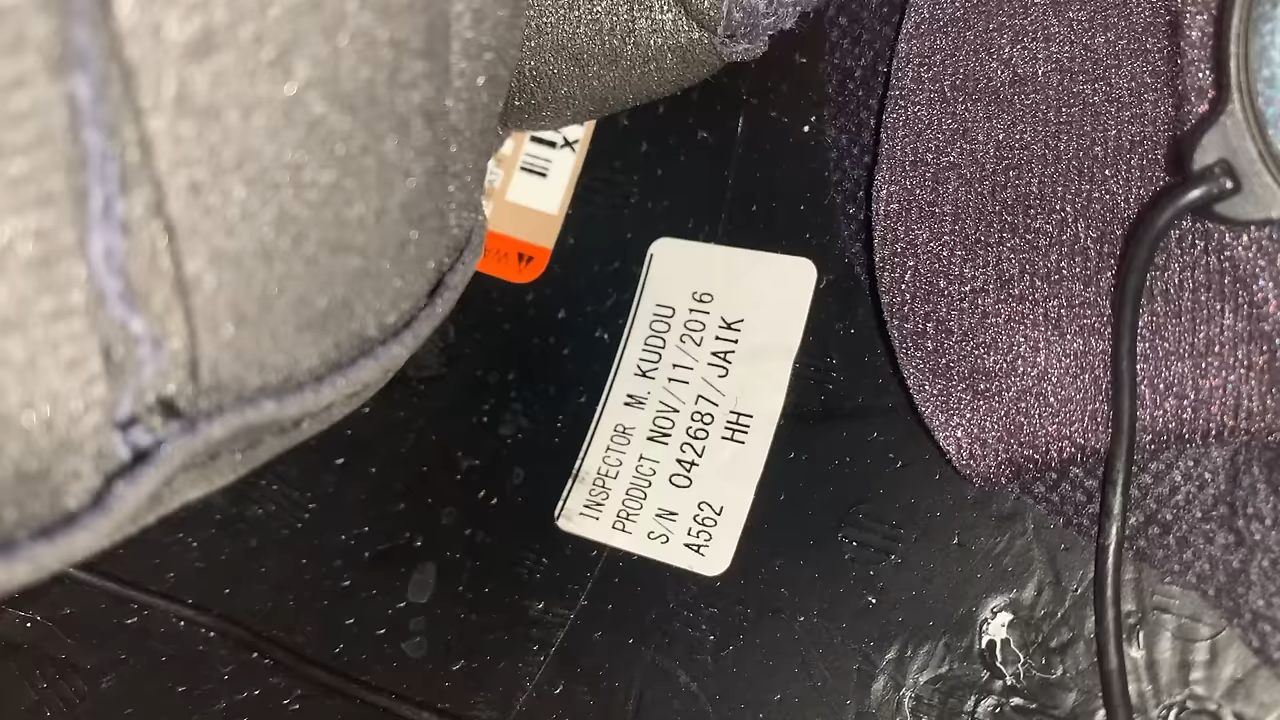 INSPECTOR M. KUDOU
PRODUCT NOV/11/2016
S/N 042687/JAIK
A562 HH